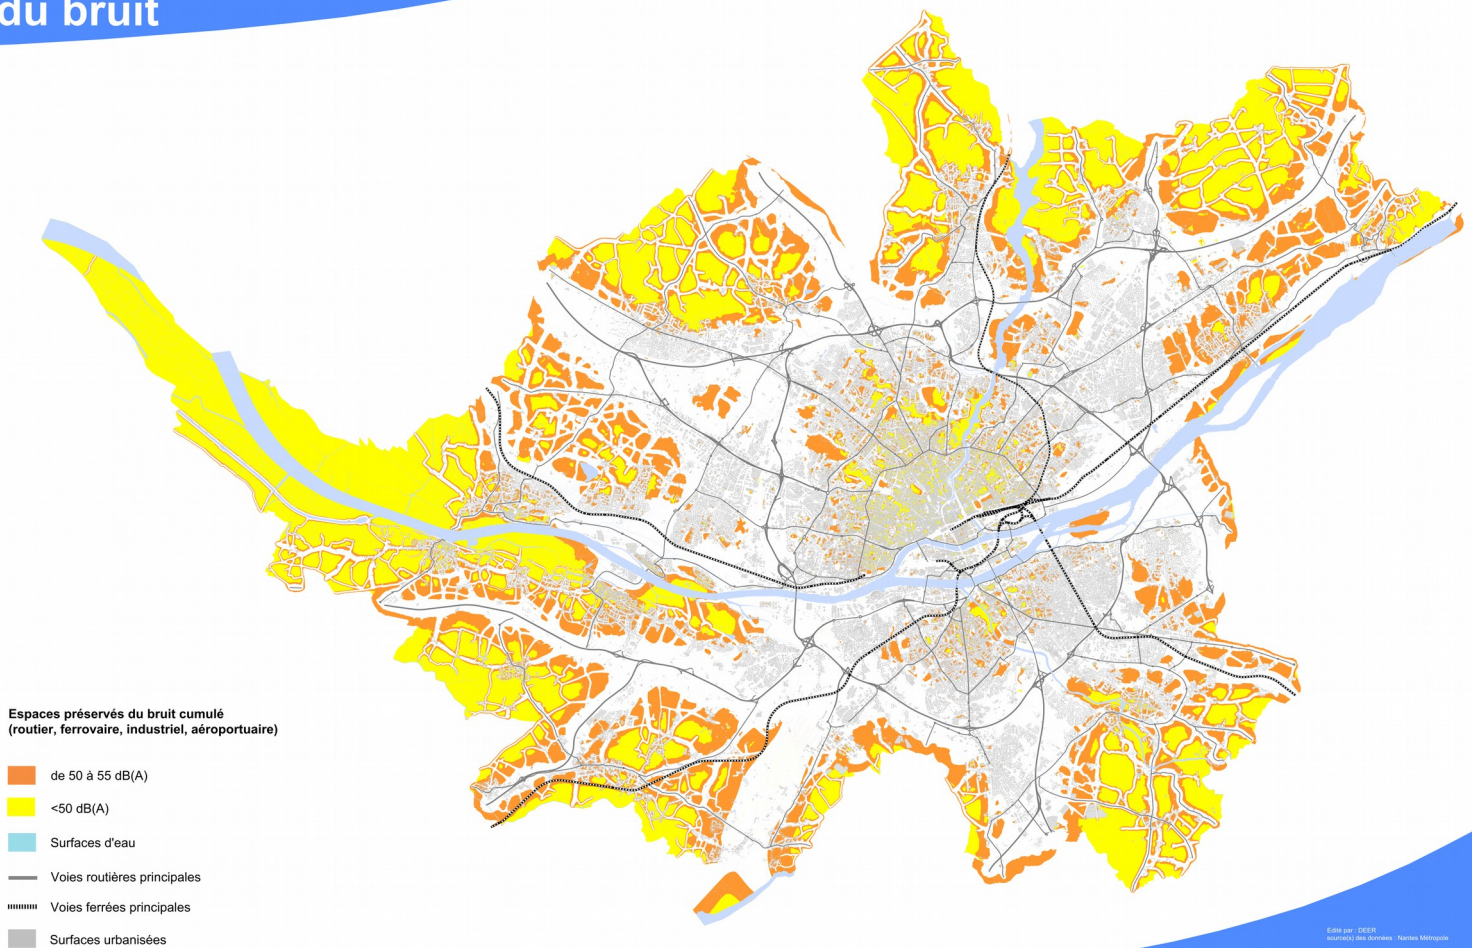 du bruit
Espaces préservés du bruit cumulé
(routier, ferrovaire, industriel, aéroportuaire)
de 50 à 55 dB(A)
<50 dB(A)
Surfaces d'eau
Voies routières principales
Voies ferrées principales
Surfaces urbanisées
Edité par : DEER
source(s) des données : Nantes Métropole